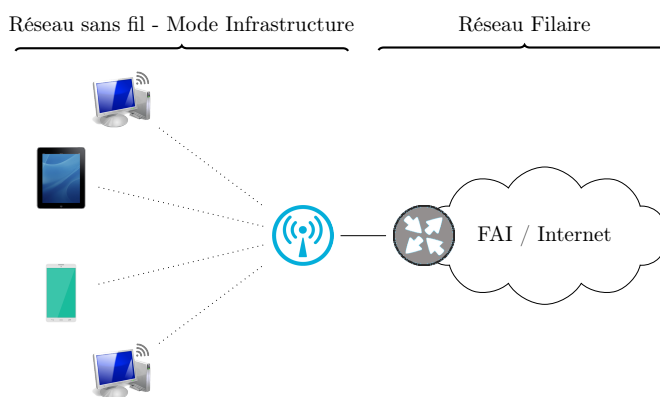 Réseau sans fil - Mode Infrastructure
Réseau Filaire
FAI / Internet